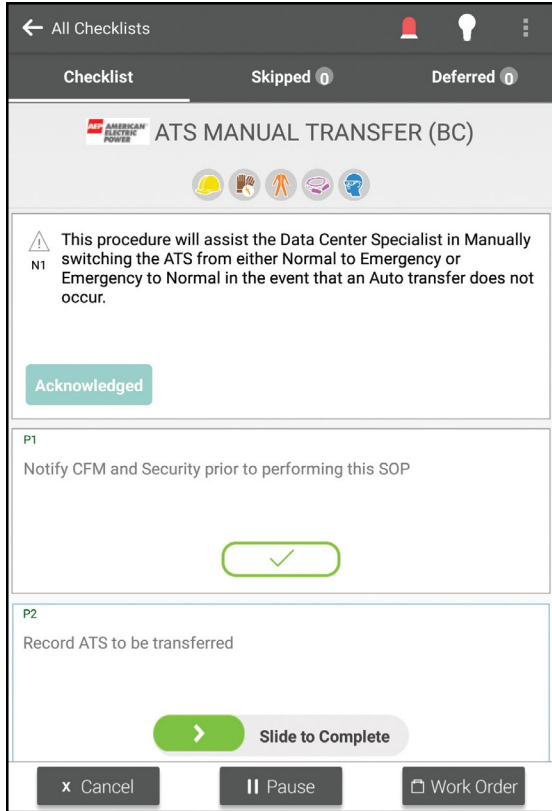 All Checklists
Checklist
Skipped 0
Deferred 0
AEP AMERICAN ELECTRIC POWER
ATS MANUAL TRANSFER (BC)
N1
This procedure will assist the Data Center Specialist in Manually
switching the ATS from either Normal to Emergency or
Emergency to Normal in the event that an Auto transfer does not
occur.
Acknowledged
P1
Notify CFM and Security prior to performing this SOP
P2
Record ATS to be transferred
Slide to Complete
x Cancel
Pause
Work Order